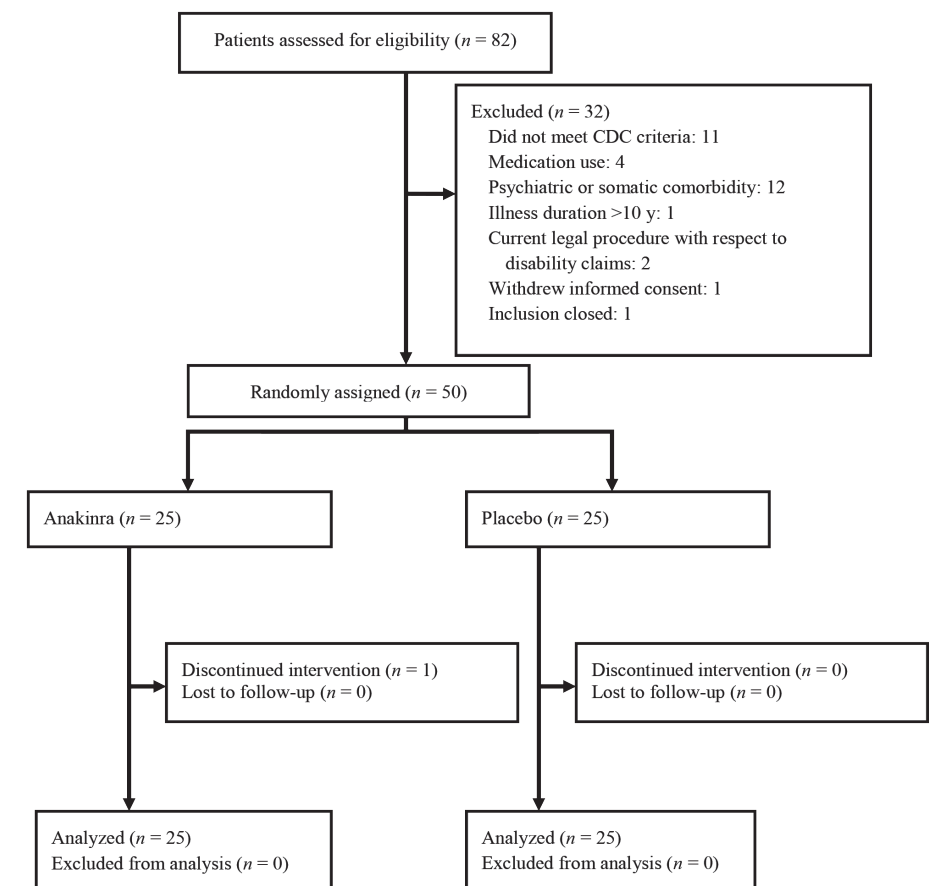 Patients assessed for eligibility (n = 82)
Excluded (n = 32)
Did not meet CDC criteria: 11
Medication use: 4
Psychiatric or somatic comorbidity: 12
Illness duration >10 y: 1
Current legal procedure with respect to
disability claims: 2
Withdrew informed consent: 1
Inclusion closed: 1
Randomly assigned (n = 50)
Anakinra (n = 25)
Placebo (n = 25)
Discontinued intervention (n = 1)
Lost to follow-up (n = 0)
Discontinued intervention (n = 0)
Lost to follow-up (n = 0)
Analyzed (n = 25)
Excluded from analysis (n = 0)
Analyzed (n = 25)
Excluded from analysis (n = 0)